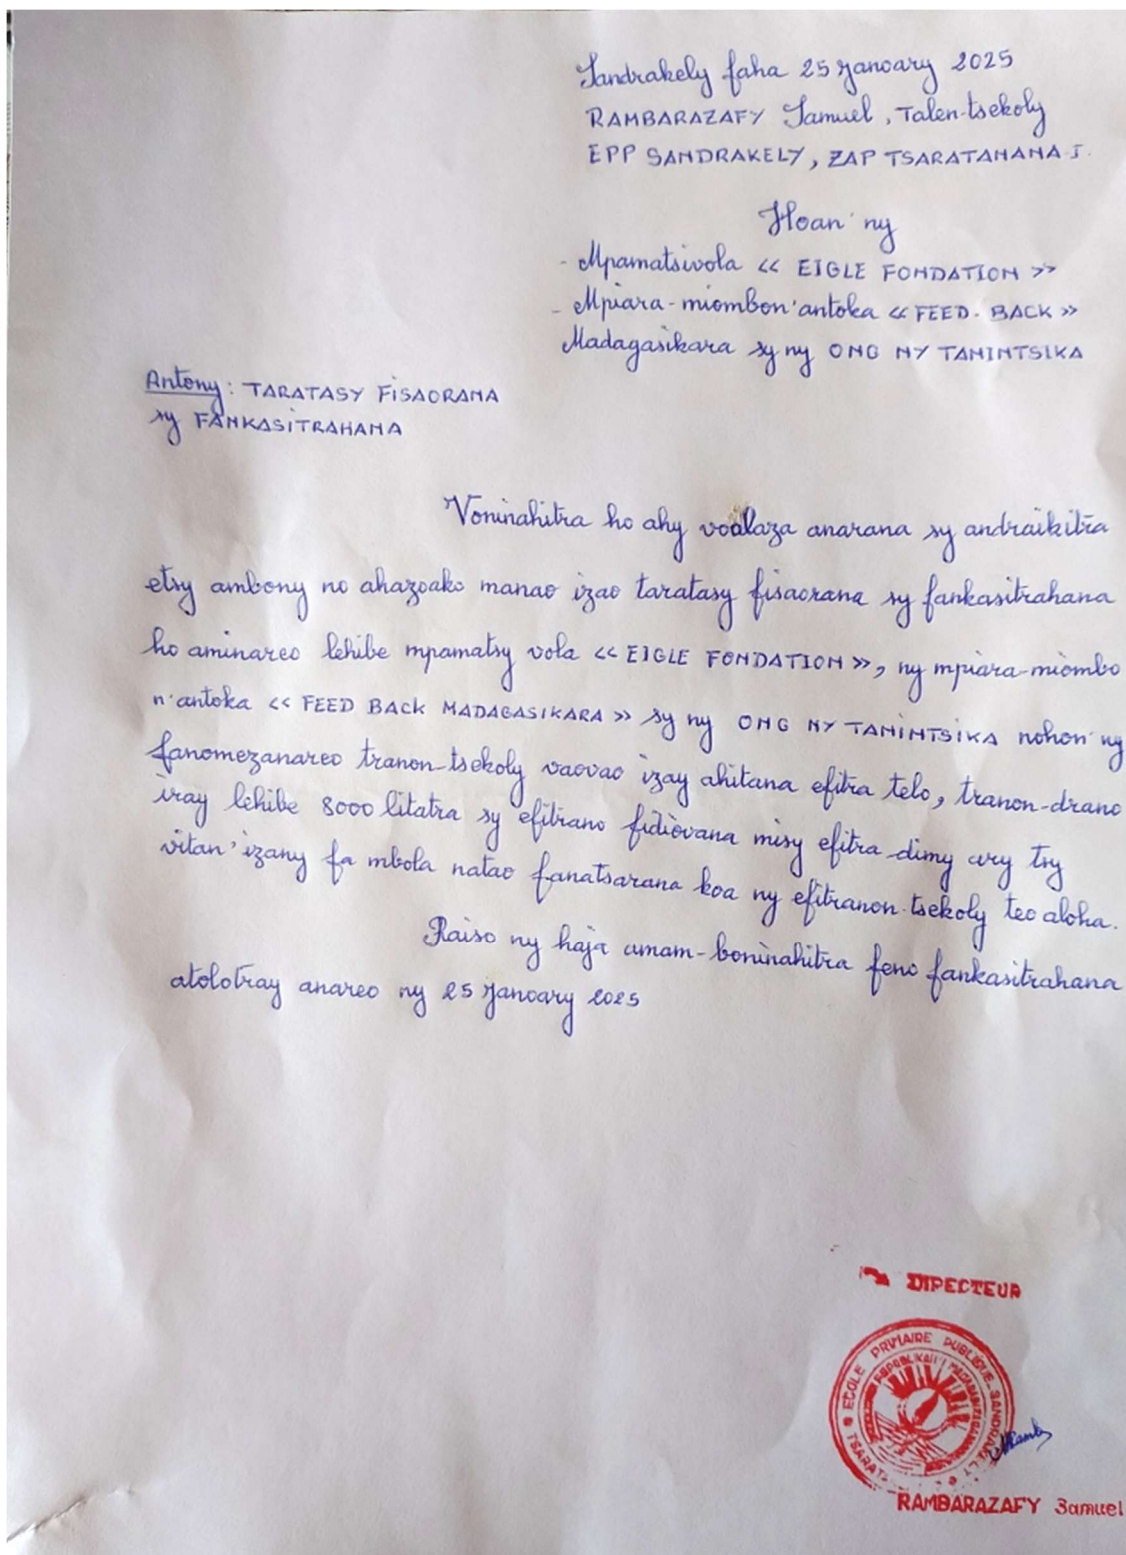 Sandrakely faha 25 Janoary 2025
RAMBARAZAFY Samuel, Talen-tsekoly
EPP SANDRAKELY, ZAP TSARATANANA I.
Hoan' ny
- Mpamatsivola << EIGLE FONDATION >>
- Mpiara-miombon'antoka << FEED-BACK >>
Madagasikara sy ny ONG NY TANINTSIKA
Antony: TARATASY FISAORANA
sy FANKASITRAHANA
Voninahitra ho ahy voalaza anarana sy andraikitra
etsy ambony no ahazoako manao izao taratasy fisaorana sy fankasitrahana
ho aminareo lehibe mpamatsy vola << EIGLE FONDATION >>, ny mpiara-miombo
n'antoka << FEED BACK MADAGASIKARA >> sy ny ONG NY TANINTSIKA nohon'ny
fanomezanareo tranon-tsekoly vaovao izay ahitana efitra telo, tranon-drano
iray lehibe 8000 litatra sy efitrano fidiovana misy efitra dimy ary tsy
vitan'izany fa mbola natao fanatsarana koa ny efitranon-tsekoly teo aloha.
Raiso ny haja amam-boninahitra feno fankasitrahana
atolotray anareo ny 25 Janoary 2025
DIRECTEUR
ECOLE PRIMAIRE PUBLIQUE SANDRAKELY
RAMBARAZAFY Samuel